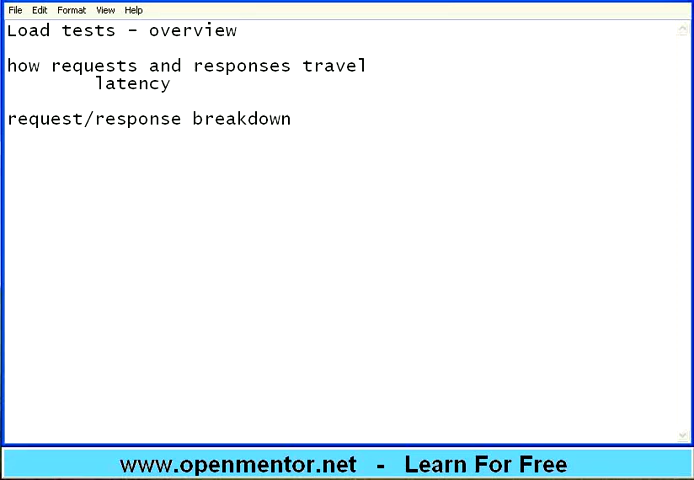 File Edit Format View Help
Load tests - overview
how requests and responses travel
latency
request/response breakdown
www.openmentor.net - Learn For Free